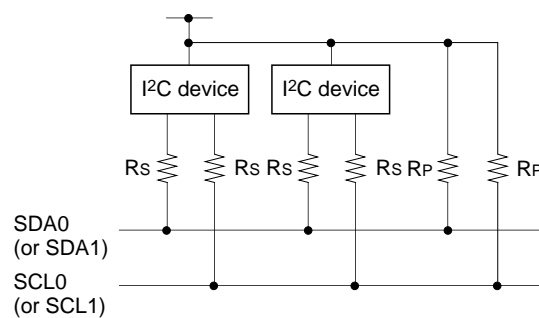 I²C device I²C device
RS RS RS RS RP RP
SDA0
(or SDA1)
SCL0
(or SCL1)